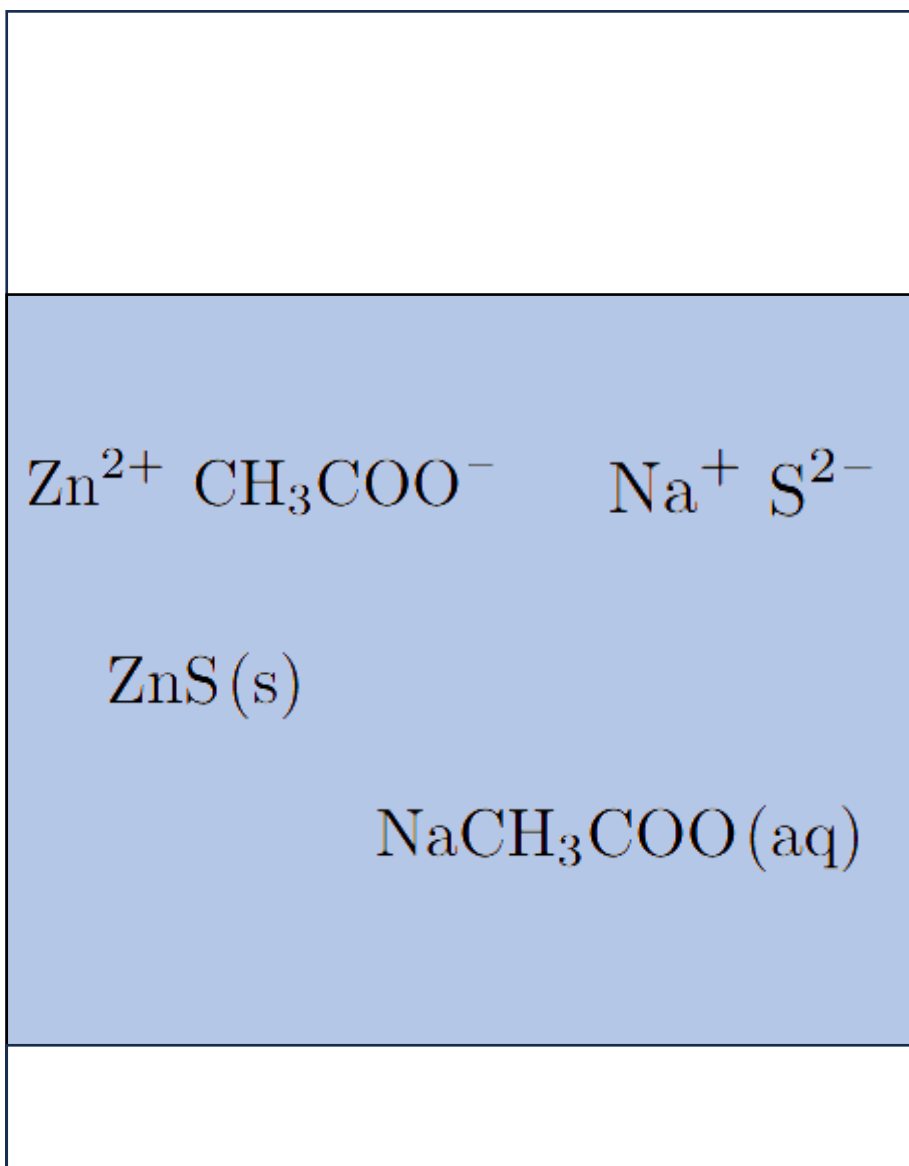 Zn²⁺ CH₃COO⁻ Na⁺ S²⁻
ZnS(s)
NaCH₃COO(aq)